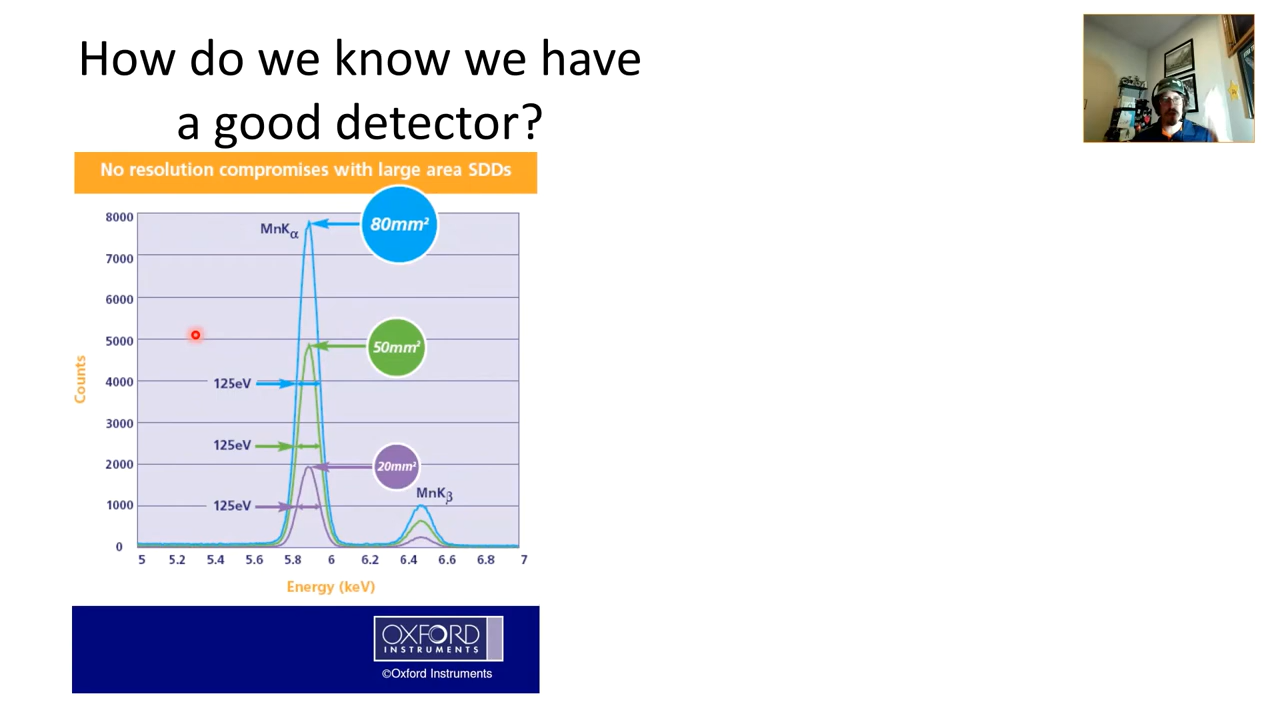 How do we know we have
a good detector?
No resolution compromises with large area SDDs
8000
7000
6000
5000
4000
3000
2000
1000
0
Counts
MnKα
80mm²
50mm²
125eV
125eV
20mm²
125eV
MnKβ
5 5.2 5.4 5.6 5.8 6 6.2 6.4 6.6 6.8 7
Energy (keV)
OXFORD
INSTRUMENTS
©Oxford Instruments